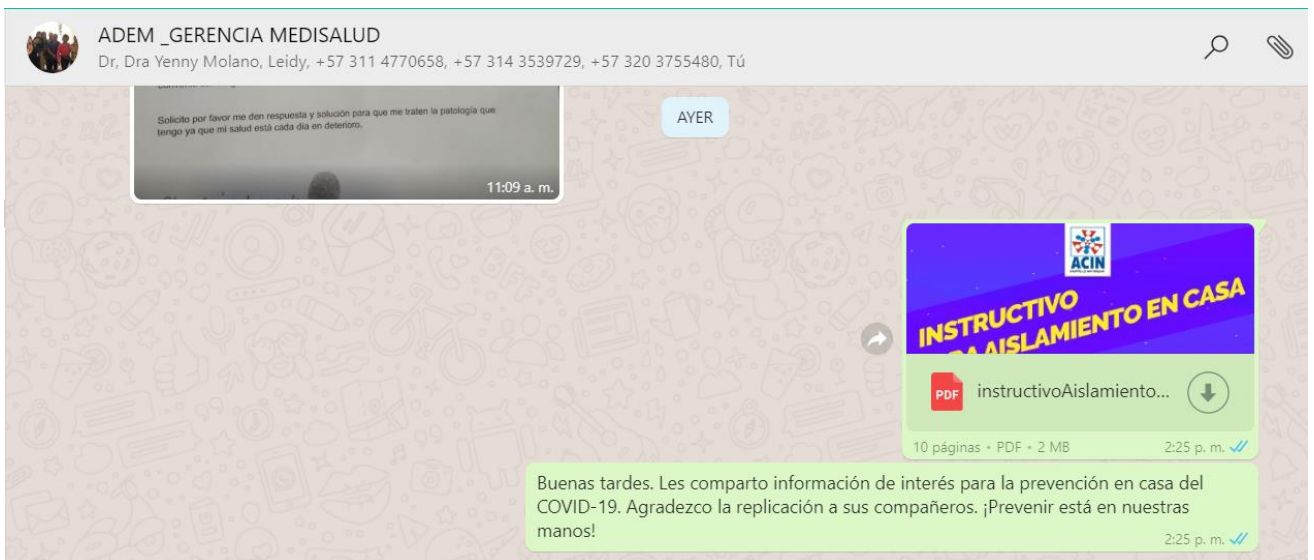 ADEM _GERENCIA MEDISALUD
Dr, Dra Yenny Molano, Leidy, +57 311 4770658, +57 314 3539729, +57 320 3755480, Tú
Solicito por favor me den respuesta y solución para que me traten la patología que
tengo ya que mi salud está cada día en deterioro.
11:09 a. m.
AYER
ACIN
INSTRUCTIVO
AISLAMIENTO EN CASA
PDF
instructivoAislamiento...
10 páginas • PDF • 2 MB
2:25 p. m.
Buenas tardes. Les comparto información de interés para la prevención en casa del
COVID-19. Agradezco la replicación a sus compañeros. ¡Prevenir está en nuestras
manos!
2:25 p. m.